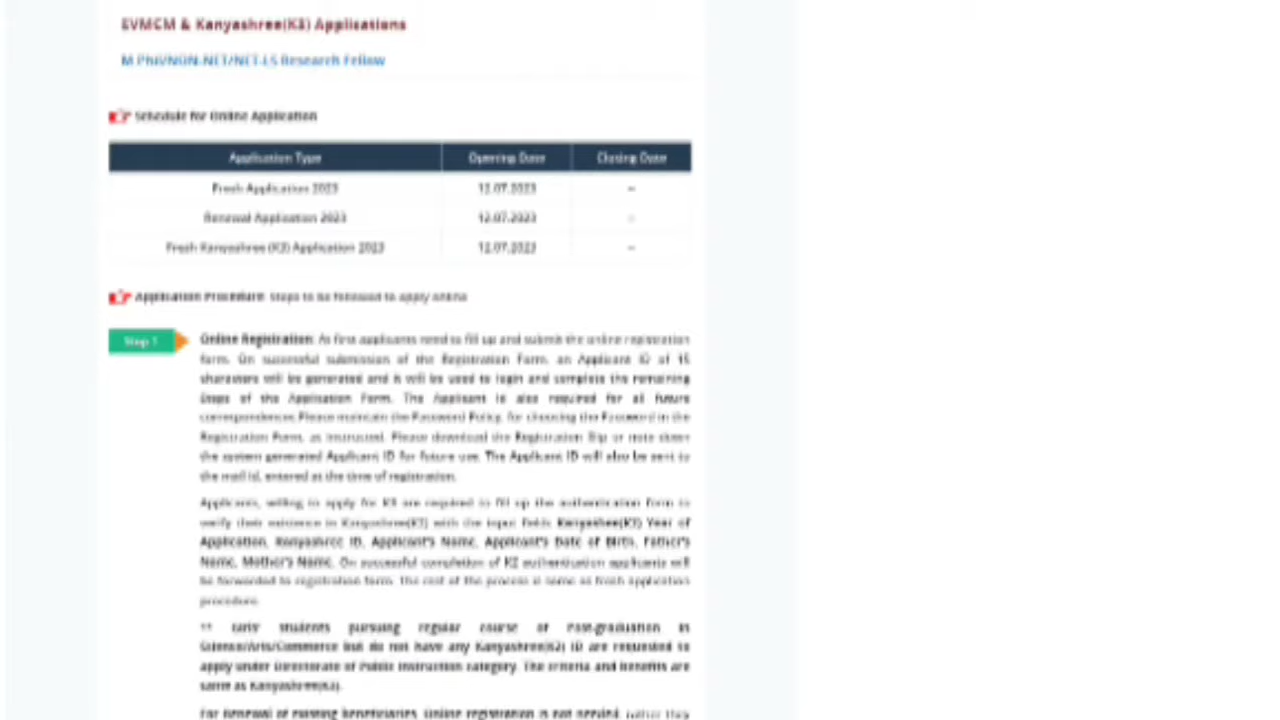 SVMCM & Kanyashree(K3) Applications
M.Phil/NON-NET/NET-LS Research Fellow
Schedule for Online Application
Application Type Opening Date Closing Date
Fresh Application 2023 12.07.2023 --
Renewal Application 2023 12.07.2023 -
Fresh Kanyashree (K3) Application 2023 12.07.2023 --
Application Procedure Steps to be followed to apply online
Step 1
Online Registration: At first applicants need to fill up and submit the online registration
form. On successful submission of the Registration Form, an Applicant ID of 15
characters will be generated and it will be used to login and complete the remaining
Steps of the Application Form. The Applicant Id is also required for all future
correspondences. Please maintain the Password Policy, for choosing the Password in the
Registration Form, as instructed. Please download the Registration Slip or note down
the system generated Applicant ID for future use. The Applicant ID will also be sent to
the mail id, entered at the time of registration.
Applicants, willing to apply for K3 are required to fill up the authentication form to
verify their existence in Kanyashree(K2) with the input fields Kanyashee(K2) Year of
Application, Kanyashree ID, Applicant's Name, Applicant's Date of Birth, Father's
Name, Mother's Name. On successful completion of K2 authentication applicants will
be forwarded to registration form. The rest of the process is same as fresh application
procedure.
** students pursuing regular course of Post-graduation in
Science/Arts/Commerce but do not have any Kanyashree(K2) ID are requested to
apply under Directorate of Public Instruction category. The criteria and benefits are
same as Kanyashree(K3).
For Renewal of existing beneficiaries, Online registration is not needed, rather they